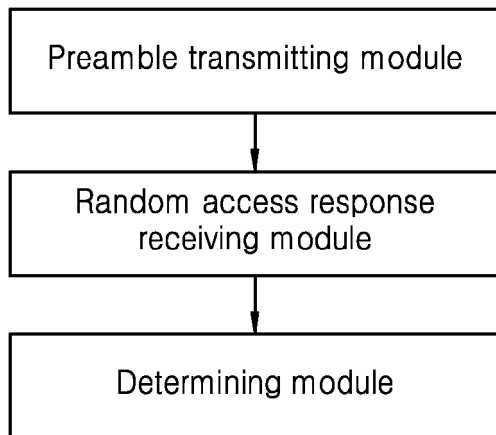 Preamble transmitting module
Random access response
receiving module
Determining module